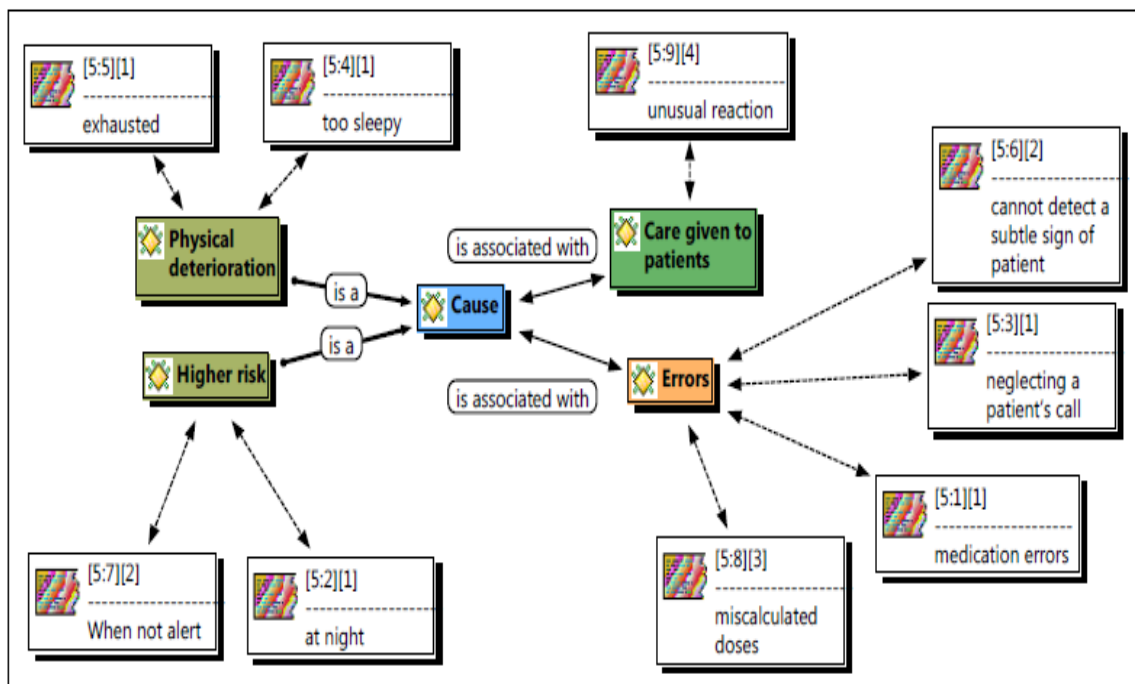 [5:5][1]
exhausted
[5:4][1]
too sleepy
[5:9][4]
unusual reaction
[5:6][2]
cannot detect a
subtle sign of
patient
Physical
deterioration
is associated with
Care given to
patients
is a
Cause
is a
[5:3][1]
neglecting a
patient's call
Higher risk
is associated with
Errors
[5:1][1]
medication errors
[5:7][2]
When not alert
[5:2][1]
at night
[5:8][3]
miscalculated
doses